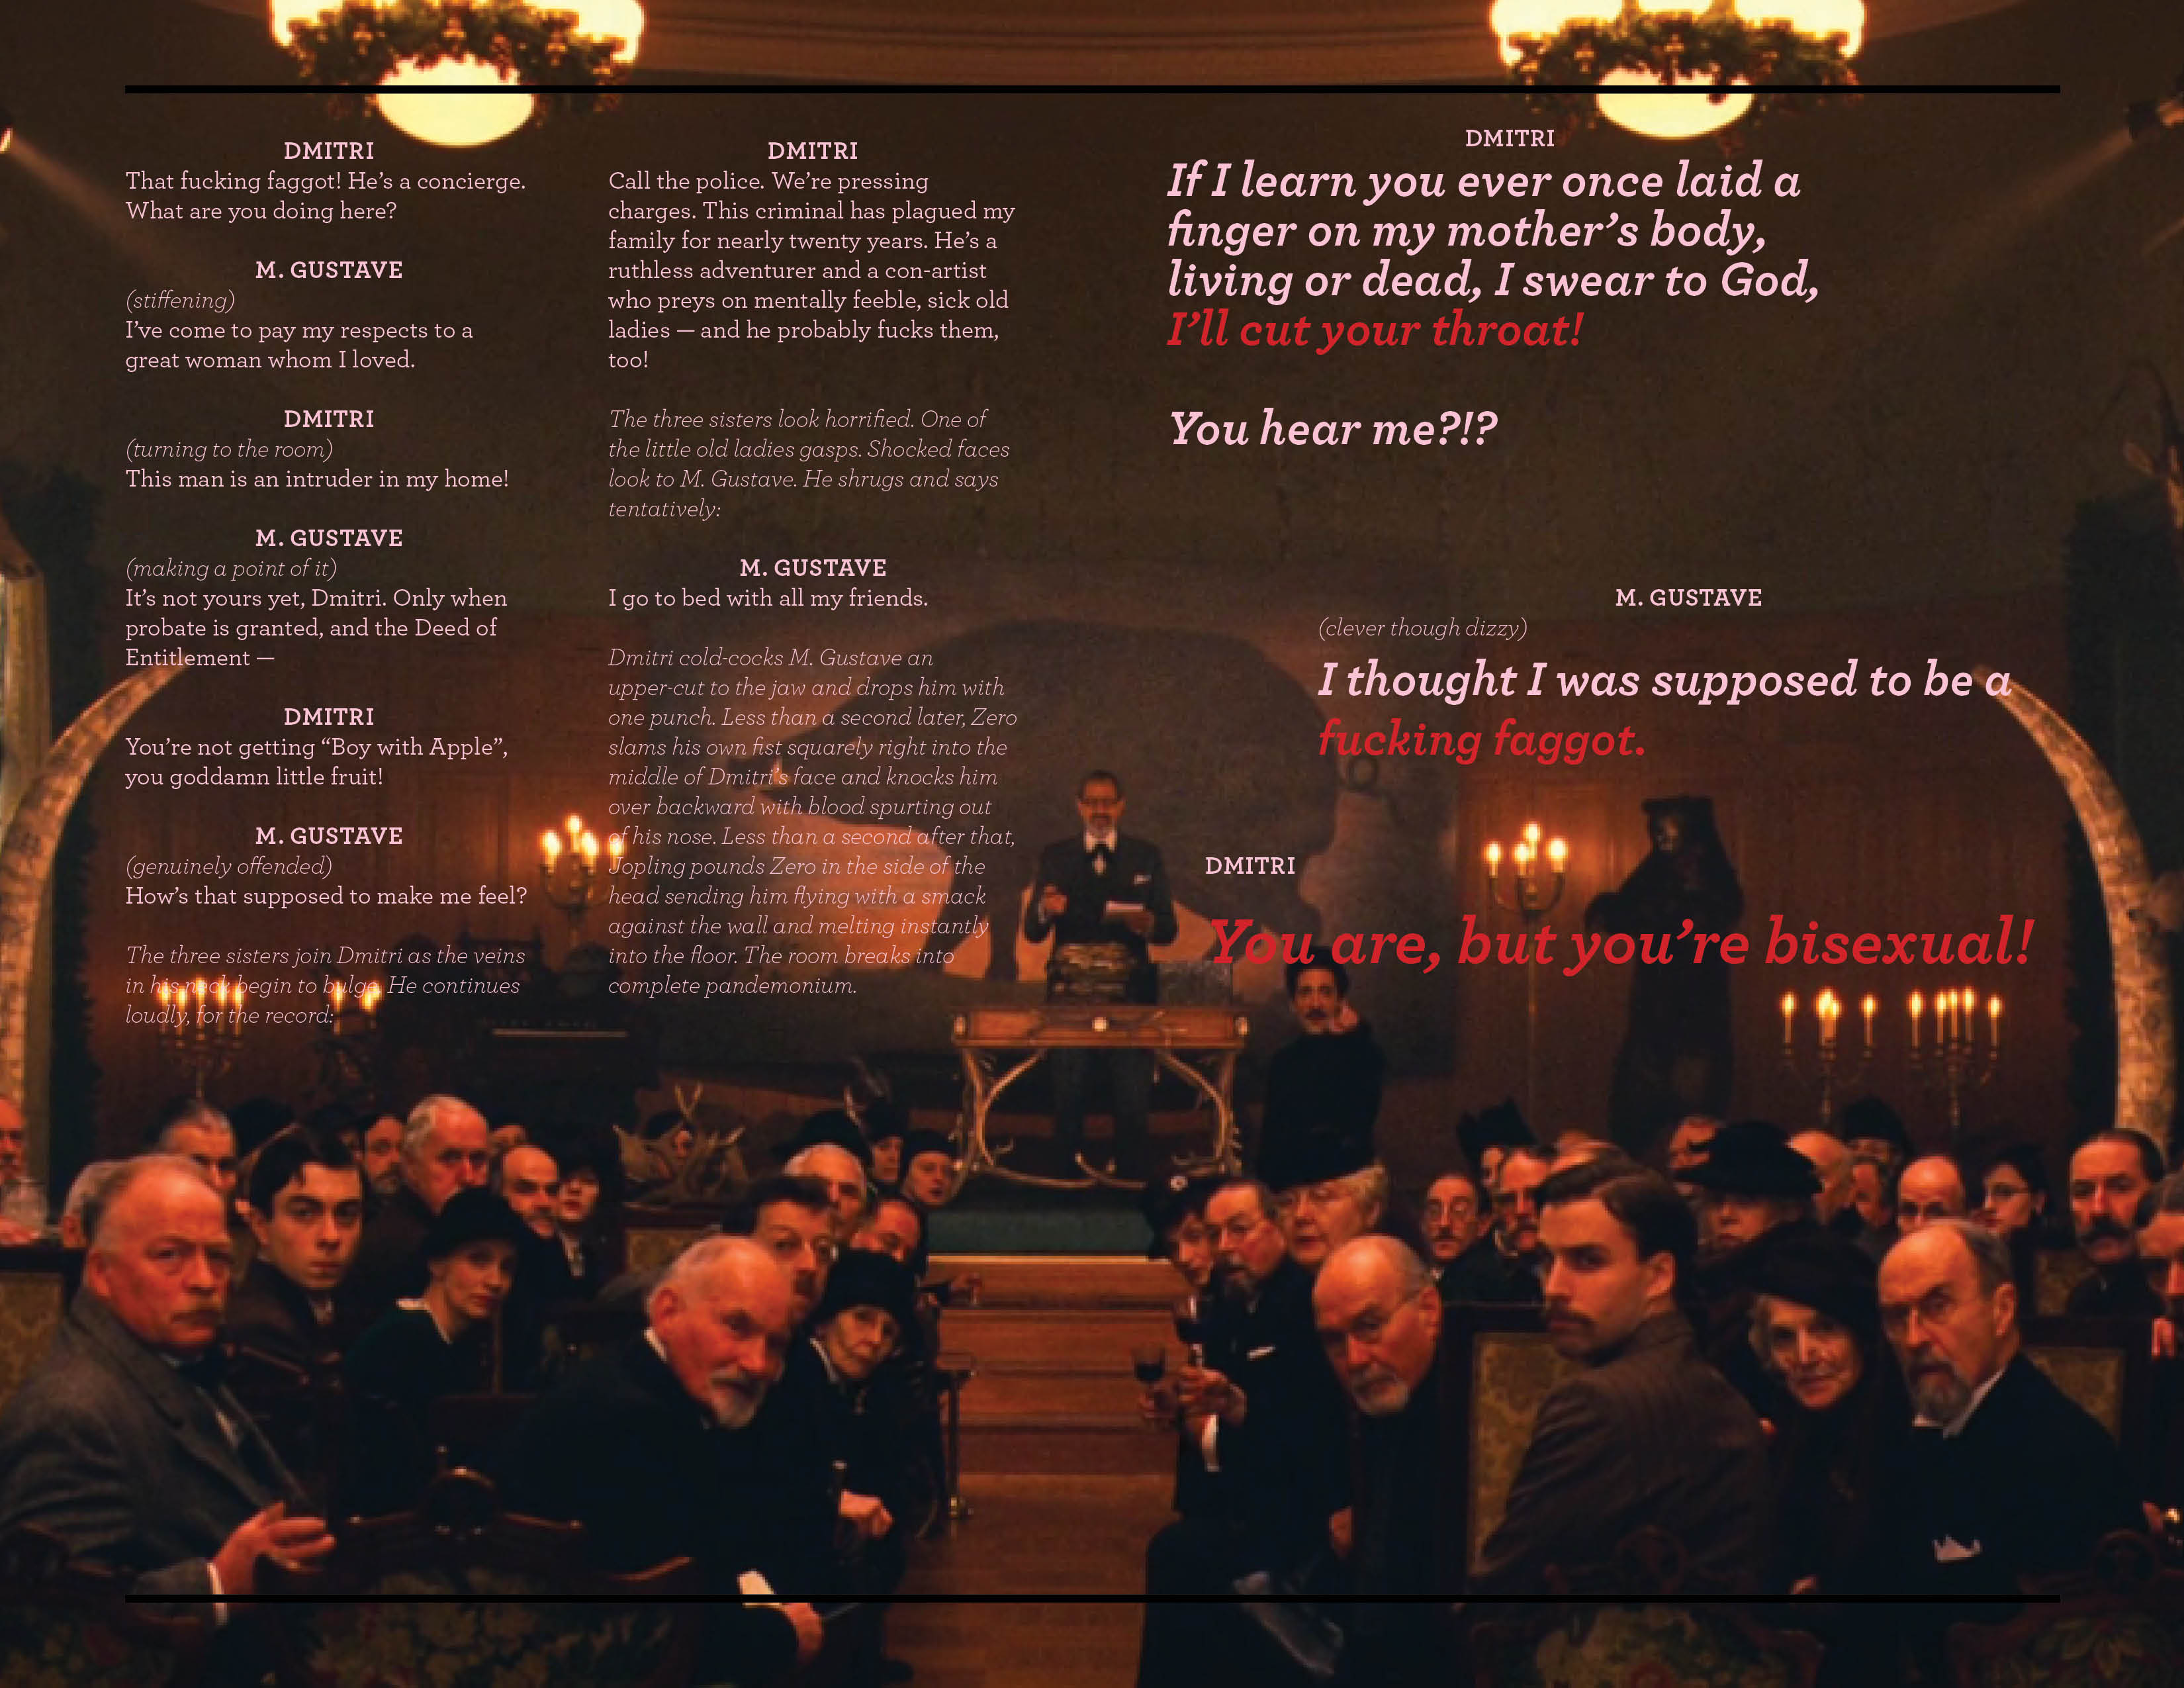 DMITRI
That fucking faggot! He’s a concierge.
What are you doing here?
M. GUSTAVE
(stiffening)
I’ve come to pay my respects to a
great woman whom I loved.
DMITRI
(turning to the room)
This man is an intruder in my home!
M. GUSTAVE
(making a point of it)
It’s not yours yet, Dmitri. Only when
probate is granted, and the Deed of
Entitlement —
DMITRI
You’re not getting “Boy with Apple”,
you goddamn little fruit!
M. GUSTAVE
(genuinely offended)
How’s that supposed to make me feel?
The three sisters join Dmitri as the veins
in his neck begin to bulge. He continues
loudly, for the record:
DMITRI
Call the police. We’re pressing
charges. This criminal has plagued my
family for nearly twenty years. He’s a
ruthless adventurer and a con-artist
who preys on mentally feeble, sick old
ladies — and he probably fucks them,
too!
The three sisters look horrified. One of
the little old ladies gasps. Shocked faces
look to M. Gustave. He shrugs and says
tentatively:
M. GUSTAVE
I go to bed with all my friends.
Dmitri cold-cocks M. Gustave an
upper-cut to the jaw and drops him with
one punch. Less than a second later, Zero
slams his own fist squarely right into the
middle of Dmitri’s face and knocks him
over backward with blood spurting out
of his nose. Less than a second after that,
Jopling pounds Zero in the side of the
head sending him flying with a smack
against the wall and melting instantly
into the floor. The room breaks into
complete pandemonium.
DMITRI
If I learn you ever once laid a
finger on my mother’s body,
living or dead, I swear to God,
I’ll cut your throat!
You hear me?!?
M. GUSTAVE
(clever though dizzy)
I thought I was supposed to be a
fucking faggot.
DMITRI
You are, but you’re bisexual!